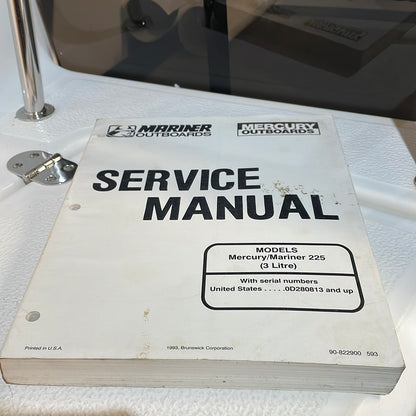 MARINER
OUTBOARDS
MERCURY
OUTBOARDS
SERVICE
MANUAL
MODELS
Mercury/Mariner 225
(3 Litre)
With serial numbers
United States . . . . .0D280813 and up
Printed in U.S.A.
1993, Brunswick Corporation
90-822900 593